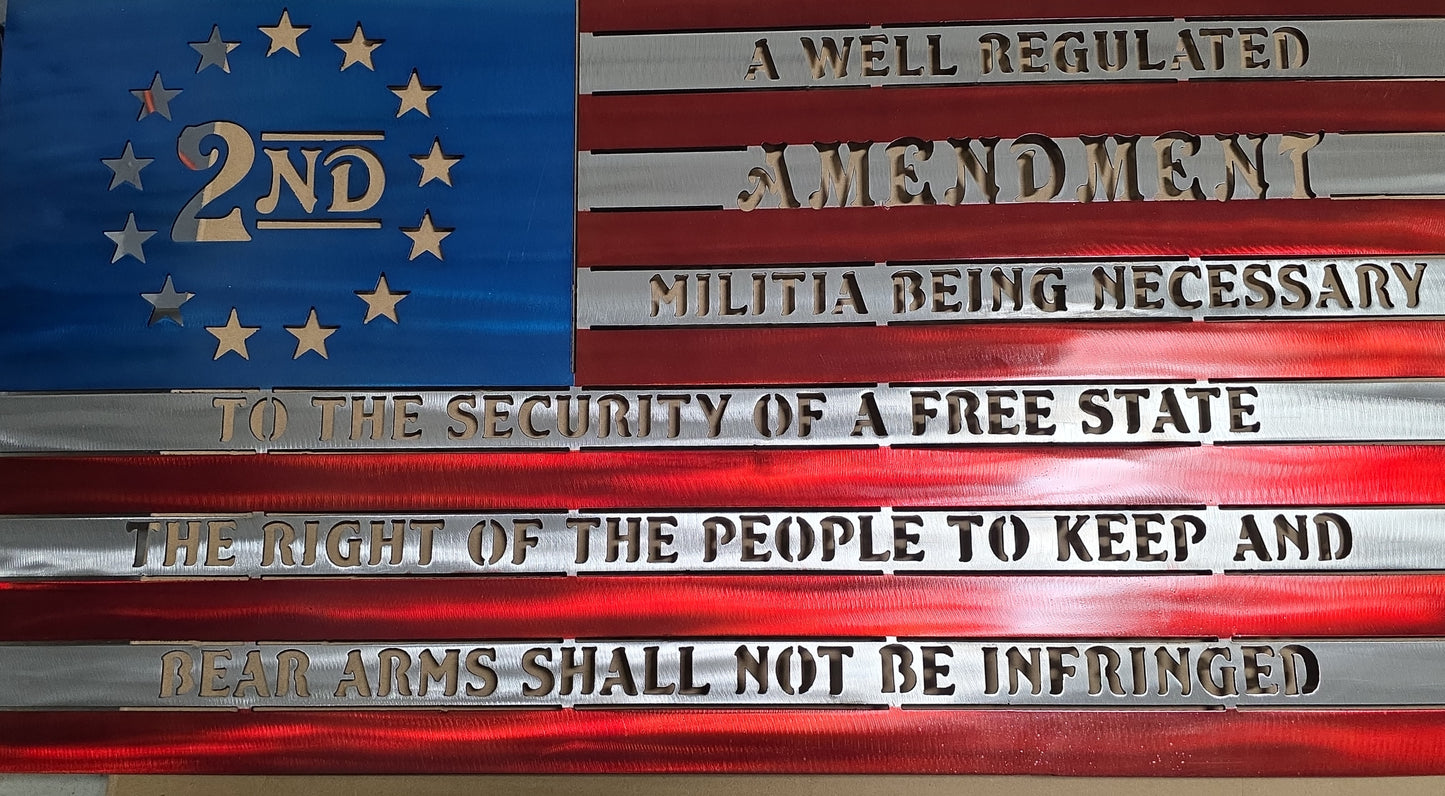 2ND
A WELL REGULATED
AMENDMENT
MILITIA BEING NECESSARY
TO THE SECURITY OF A FREE STATE
THE RIGHT OF THE PEOPLE TO KEEP AND
BEAR ARMS SHALL NOT BE INFRINGED